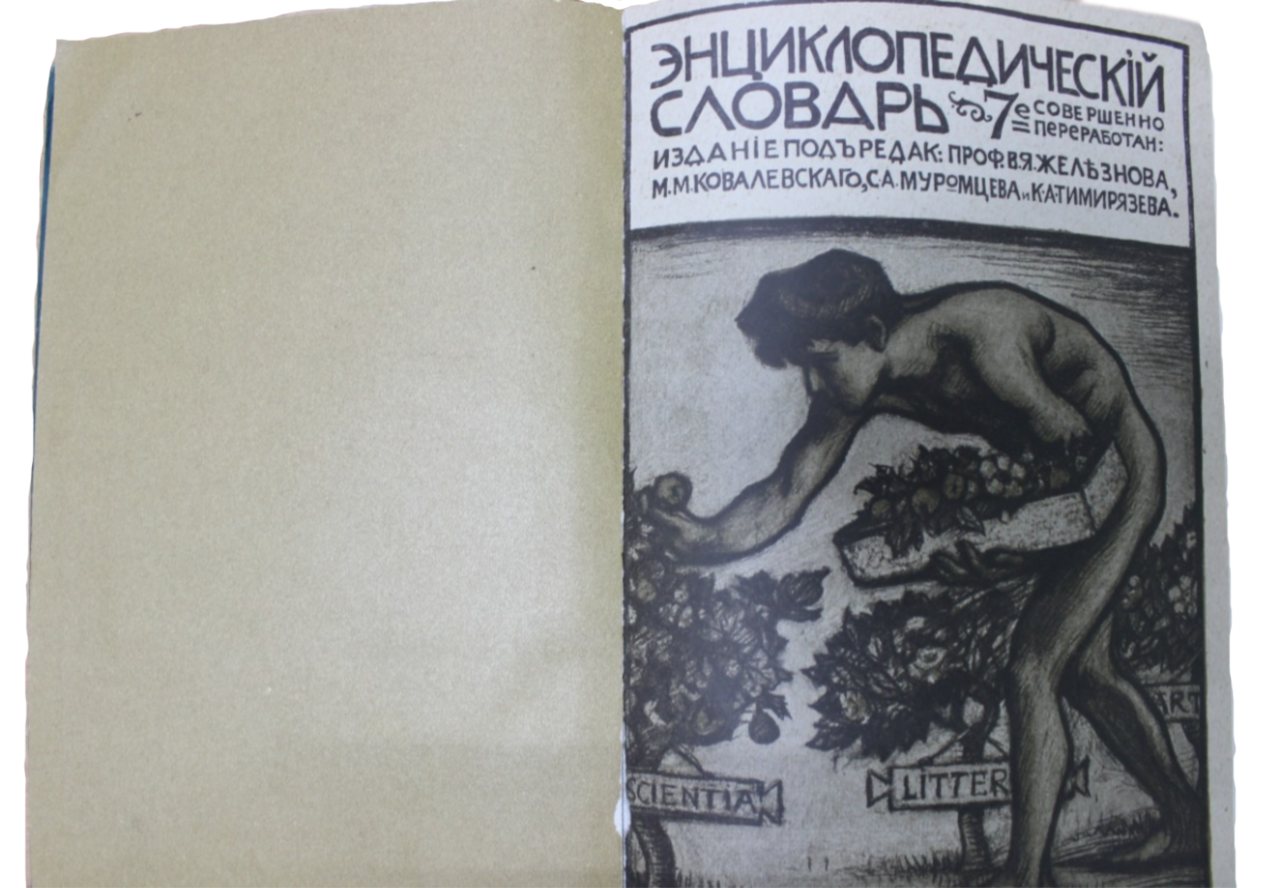 ЭНЦИКЛОПЕДИЧЕСКІЙ
СЛОВАРЬ 7е СОВЕРШЕННО
ПЕРЕРАБОТАН:
ИЗДАНІЕ ПОДЪ РЕДАК: ПРОФ. В.Я. ЖЕЛѢЗНОВА,
М.М. КОВАЛЕВСКАГО, С.А. МУРОМЦЕВА и К.А. ТИМИРЯЗЕВА.
ART
SCIENTIA
LITTER